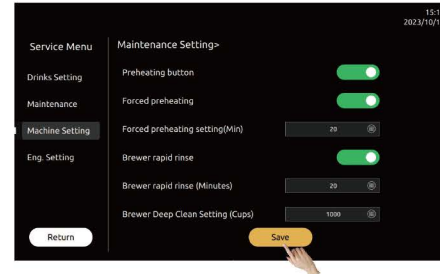 15:1
2023/10/1
Service Menu
Maintenance Setting>
Drinks Setting
Preheating button
Maintenance
Forced preheating
Machine Setting
Forced preheating setting(Min) 20
Eng. Setting
Brewer rapid rinse
Brewer rapid rinse (Minutes) 20
Brewer Deep Clean Setting (Cups) 1000
Return
Save